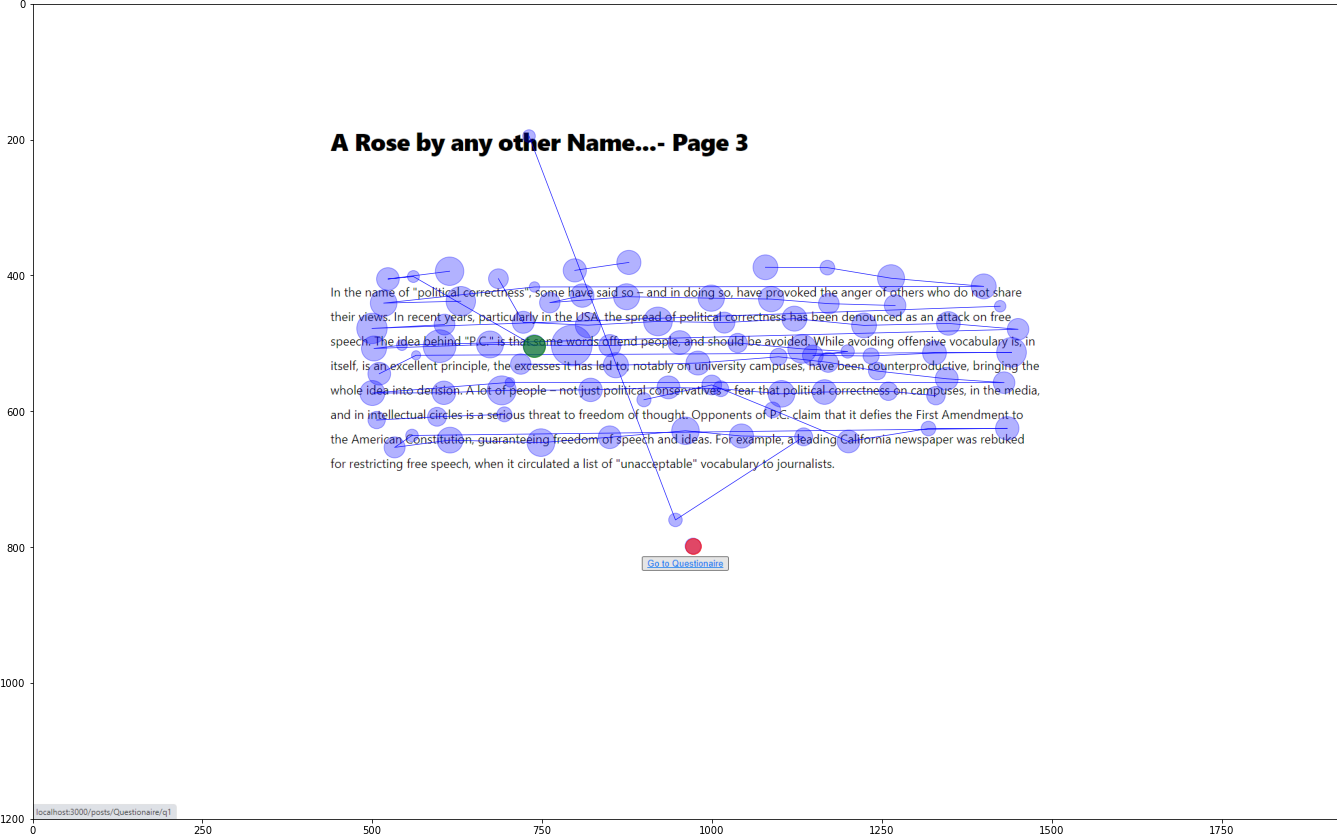 A Rose by any other Name...- Page 3
In the name of "political correctness", some have said so – and in doing so, have provoked the anger of others who do not share
their views. In recent years, particularly in the USA, the spread of political correctness has been denounced as an attack on free
speech. The idea behind "P.C." is that some words offend people, and should be avoided. While avoiding offensive vocabulary is, in
itself, is an excellent principle, the excesses it has led to, notably on university campuses, have been counterproductive, bringing the
whole idea into decision. A lot of people – not just political conservatives – fear that political correctness on campuses, in the media,
and in intellectual circles is a serious threat to freedom of thought. Opponents of P.C. claim that it defies the First Amendment to
the American Constitution, guaranteeing freedom of speech and ideas. For example, a leading California newspaper was rebuked
for restricting free speech, when it circulated a list of "unacceptable" vocabulary to journalists.
Go to Questionaire
localhost:3000/posts/Questionaire/q1
0
200
400
600
800
1000
1200
0 250 500 750 1000 1250 1500 1750